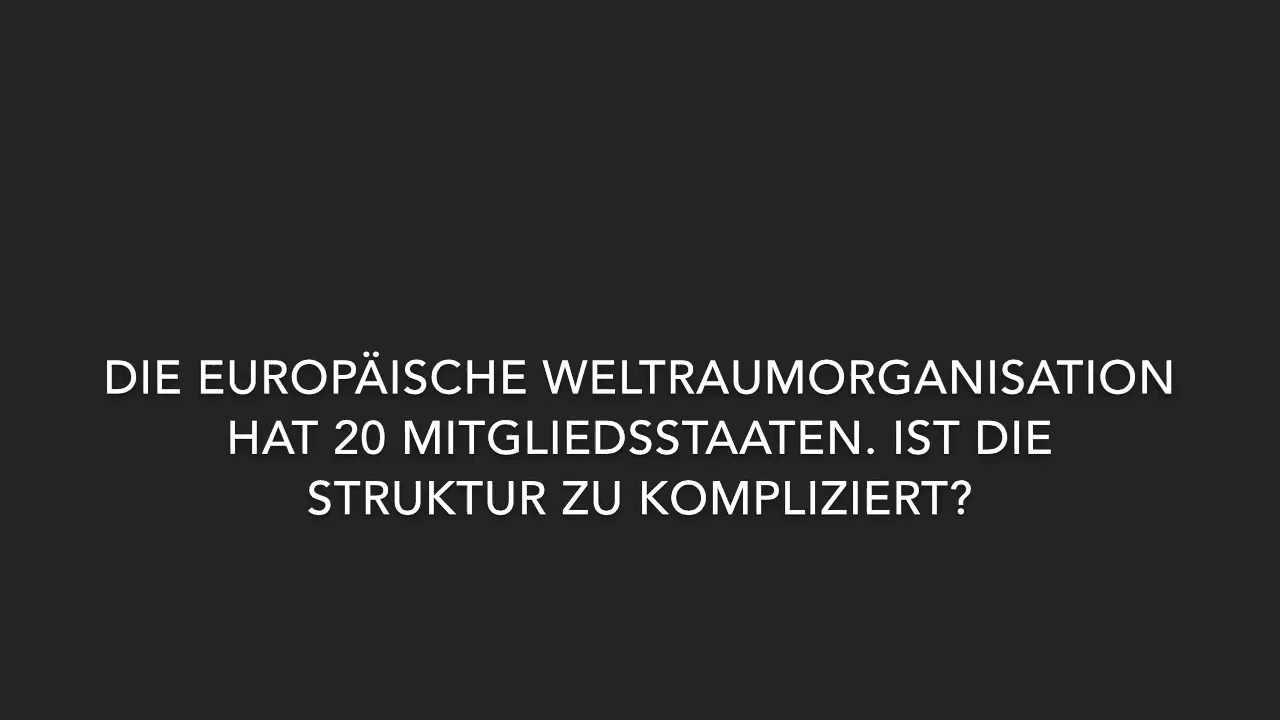 DIE EUROPÄISCHE WELTRAUMORGANISATION
HAT 20 MITGLIEDSSTAATEN. IST DIE
STRUKTUR ZU KOMPLIZIERT?